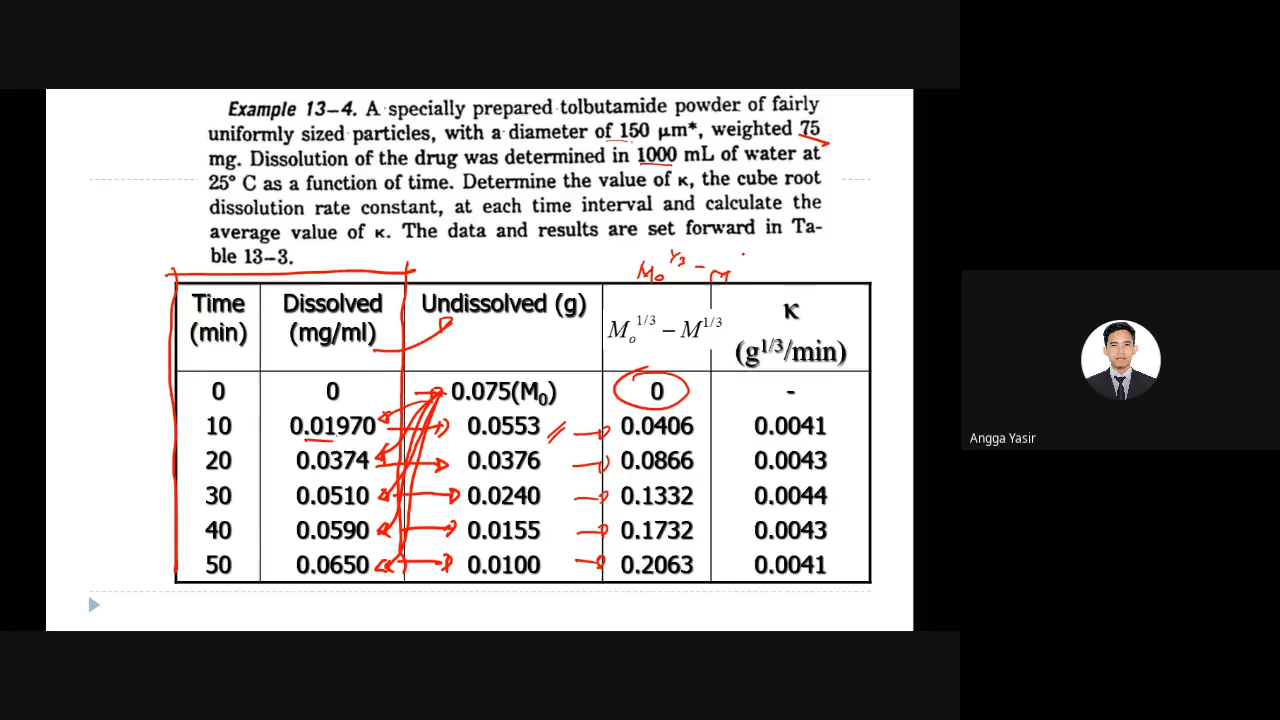 Example 13–4. A specially prepared tolbutamide powder of fairly
uniformly sized particles, with a diameter of 150 μm*, weighted 75
mg. Dissolution of the drug was determined in 1000 mL of water at
25° C as a function of time. Determine the value of κ, the cube root
dissolution rate constant, at each time interval and calculate the
average value of κ. The data and results are set forward in Ta-
ble 13–3.
M₀^1/3 – M
Time (min) Dissolved (mg/ml) Undissolved (g) Mₒ^1/3 − M^1/3 κ (g^1/3/min)
0 0 0.075(M₀) 0 -
10 0.01970 0.0553 0.0406 0.0041
20 0.0374 0.0376 0.0866 0.0043
30 0.0510 0.0240 0.1332 0.0044
40 0.0590 0.0155 0.1732 0.0043
50 0.0650 0.0100 0.2063 0.0041
Angga Yasir